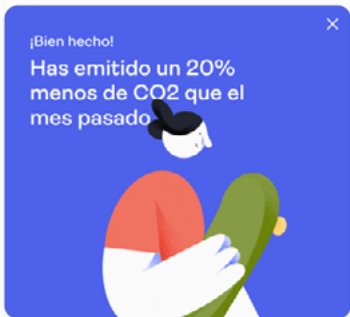 ¡Bien hecho!
Has emitido un 20%
menos de CO2 que el
mes pasado